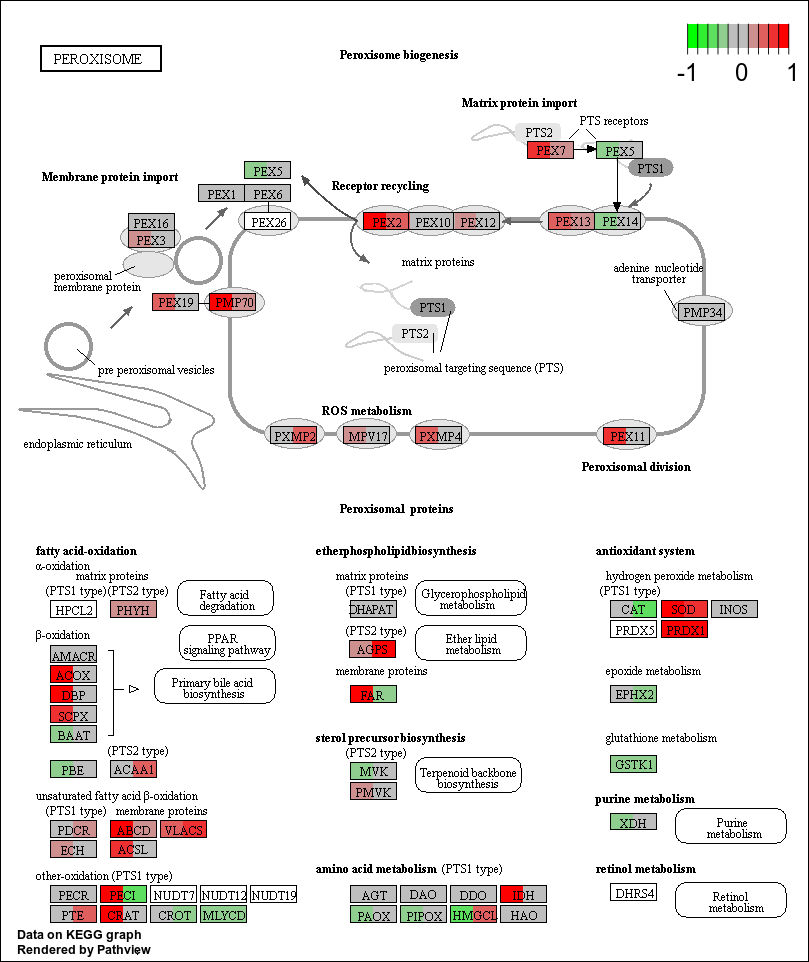 PEROXISOME
Peroxisome biogenesis
-1 0 1
Matrix protein import
PTS receptors
PTS2
PEX7
PEX5
PTS1
Membrane protein import
PEX5
PEX1 PEX6
PEX26
Receptor recycling
PEX2 PEX10 PEX12
PEX13 PEX14
PEX16
PEX3
peroxisomal
membrane protein
PEX19 PMP70
matrix proteins
adenine nucleotide
transporter
PMP34
PTS1
PTS2
peroxisomal targeting sequence (PTS)
pre peroxisomal vesicles
endoplasmic reticulum
ROS metabolism
PXMP2 MPV17 PXMP4
PEX11
Peroxisomal division
Peroxisomal proteins
fatty acid-oxidation
α-oxidation
matrix proteins
(PTS1 type) (PTS2 type)
HPCL2 PHYH
Fatty acid
degradation
β-oxidation
PPAR
signaling pathway
AMACR
ACOX
DBP
SCPX
BAAT
Primary bile acid
biosynthesis
(PTS2 type)
PBE ACAA1
unsaturated fatty acid β-oxidation
(PTS1 type) membrane proteins
PDCR ABCD VLACS
ECH ACSL
other-oxidation (PTS1 type)
PECR PECI NUDT7 NUDT12 NUDT19
PTE CRAT CROT MLYCD
etherphospholipidbiosynthesis
matrix proteins
(PTS1 type)
DHAPAT
Glycerophospholipid
metabolism
(PTS2 type)
AGPS
Ether lipid
metabolism
membrane proteins
FAR
sterol precursor biosynthesis
(PTS2 type)
MVK
PMVK
Terpenoid backbone
biosynthesis
amino acid metabolism (PTS1 type)
AGT DAO DDO IDH
PAOX PIPOX HMGCL HAO
antioxidant system
hydrogen peroxide metabolism
(PTS1 type)
CAT SOD INOS
PRDX5 PRDX1
epoxide metabolism
EPHX2
glutathione metabolism
GSTK1
purine metabolism
XDH
Purine
metabolism
retinol metabolism
DHRS4
Retinol
metabolism
Data on KEGG graph
Rendered by Pathview